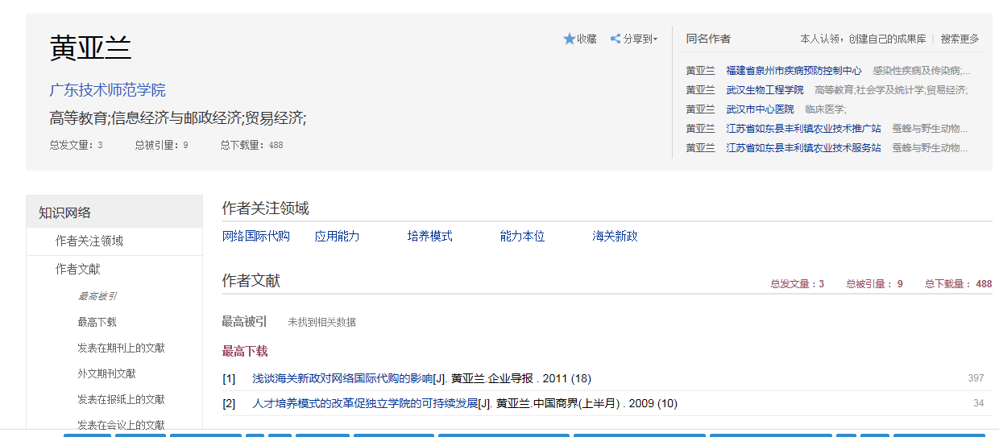 黄亚兰
收藏 分享到
广东技术师范学院
高等教育;信息经济与邮政经济;贸易经济;
总发文量：3 总被引量：9 总下载量：488
同名作者 本人认领，创建自己的成果库 | 搜索更多
黄亚兰 福建省泉州市疾病预防控制中心 感染性疾病及传染病;...
黄亚兰 武汉生物工程学院 高等教育;社会学及统计学;贸易经济;
黄亚兰 武汉市中心医院 临床医学;
黄亚兰 江苏省如东县丰利镇农业技术推广站 蚕蜂与野生动物...
黄亚兰 江苏省如东县丰利镇农业技术服务站 蚕蜂与野生动物...
知识网络
作者关注领域
作者文献
最高被引
最高下载
发表在期刊上的文献
外文期刊文献
发表在报纸上的文献
发表在会议上的文献
作者关注领域
网络国际代购 应用能力 培养模式 能力本位 海关新政
作者文献 总发文量：3 总被引量： 9 总下载量： 488
最高被引 未找到相关数据
最高下载
[1] 浅谈海关新政对网络国际代购的影响[J]. 黄亚兰.企业导报 . 2011 (18) 397
[2] 人才培养模式的改革促独立学院的可持续发展[J]. 黄亚兰.中国商界(上半月) . 2009 (10) 34